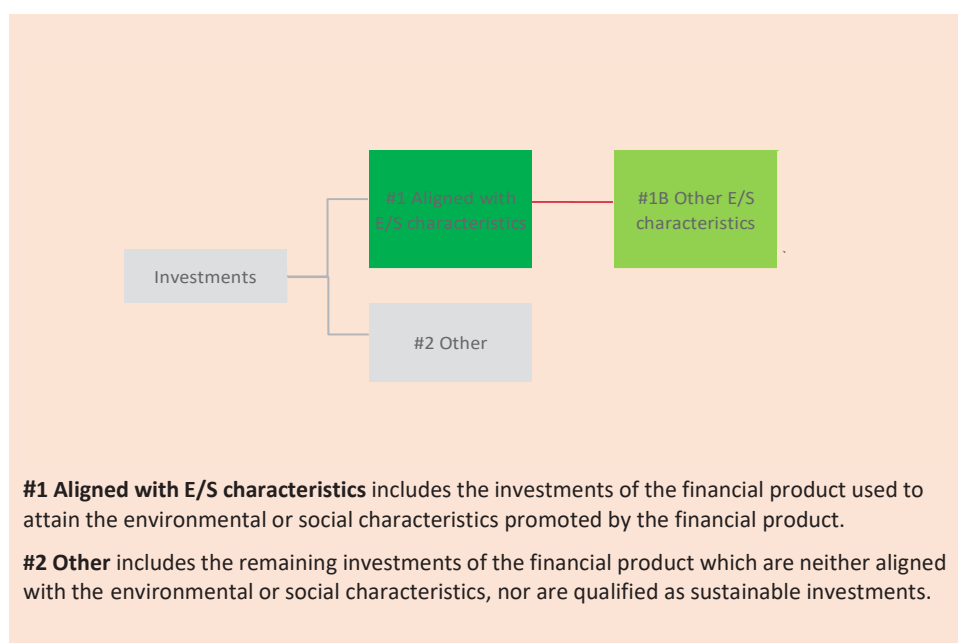 #1 Aligned with
E/S characteristics
#1B Other E/S
characteristics
Investments
#2 Other
#1 Aligned with E/S characteristics includes the investments of the financial product used to
attain the environmental or social characteristics promoted by the financial product.
#2 Other includes the remaining investments of the financial product which are neither aligned
with the environmental or social characteristics, nor are qualified as sustainable investments.